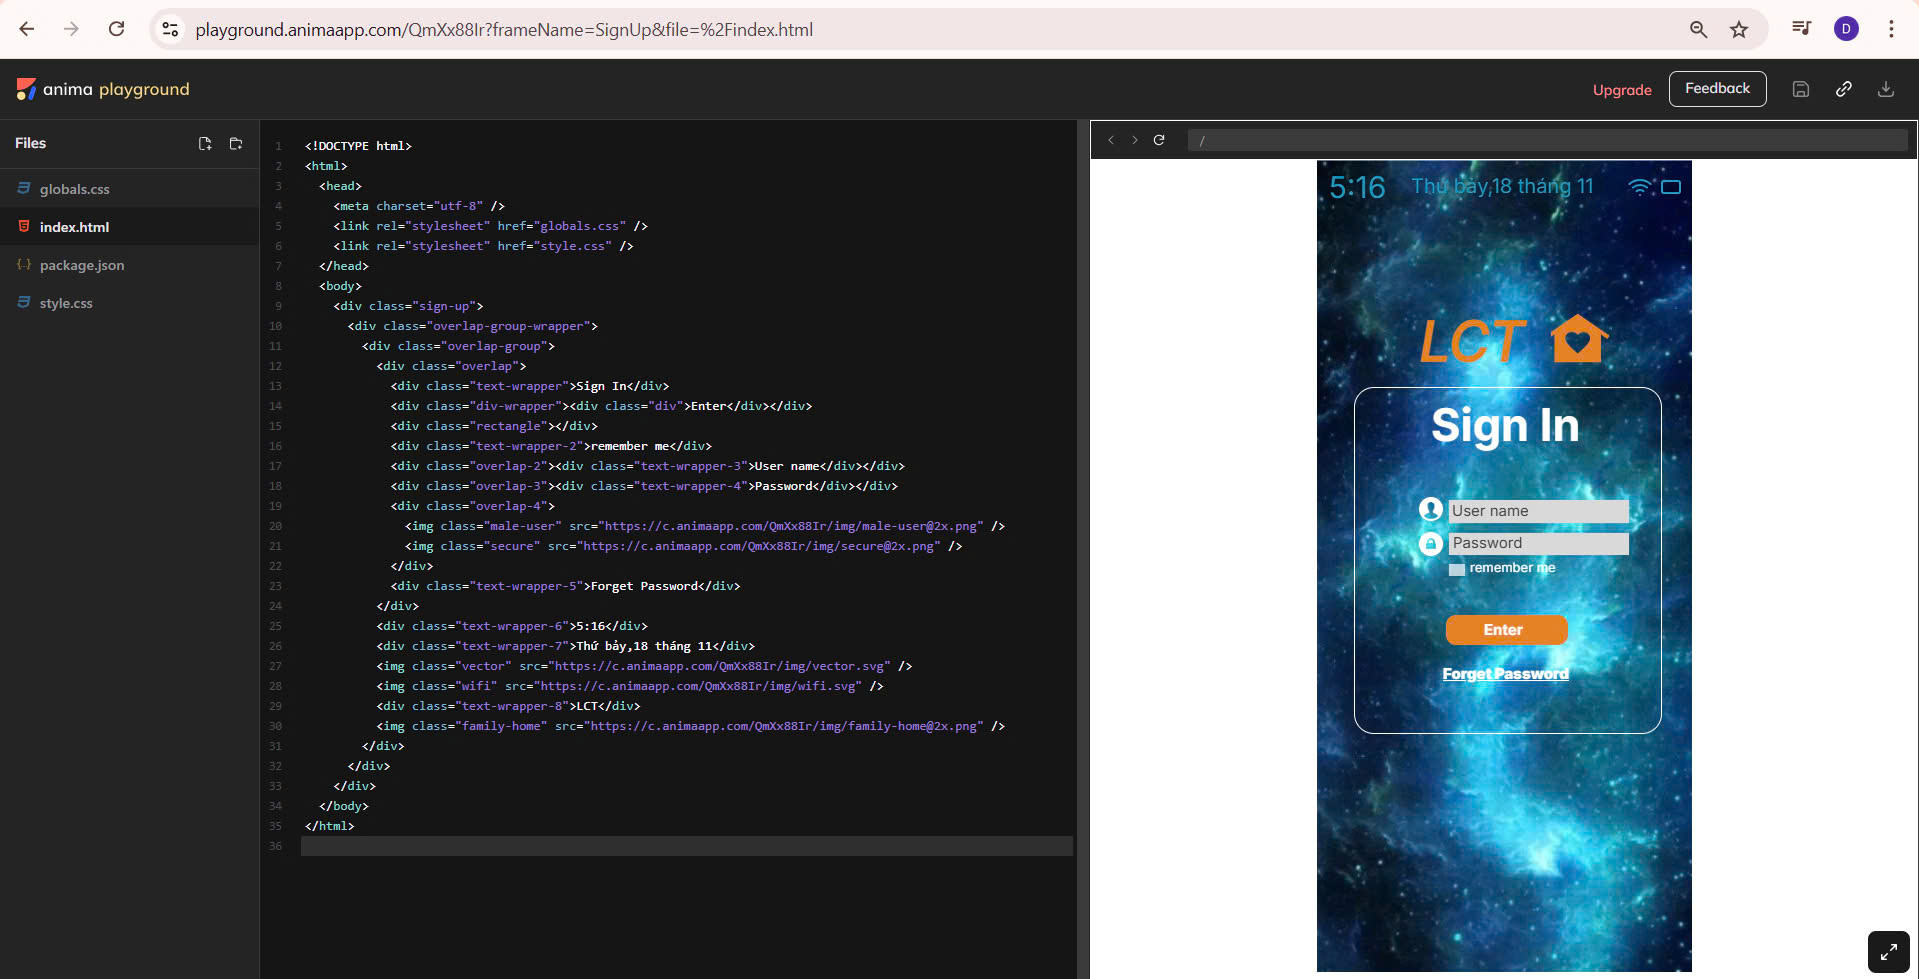 playground.animaapp.com/QmXx88Ir?frameName=SignUp&file=%2Findex.html
D
anima playground
Upgrade
Feedback
Files
globals.css
index.html
package.json
style.css
1 <!DOCTYPE html>
2 <html>
3 <head>
4 <meta charset="utf-8" />
5 <link rel="stylesheet" href="globals.css" />
6 <link rel="stylesheet" href="style.css" />
7 </head>
8 <body>
9 <div class="sign-up">
10 <div class="overlap-group-wrapper">
11 <div class="overlap-group">
12 <div class="overlap">
13 <div class="text-wrapper">Sign In</div>
14 <div class="div-wrapper"><div class="div">Enter</div></div>
15 <div class="rectangle"></div>
16 <div class="text-wrapper-2">remember me</div>
17 <div class="overlap-2"><div class="text-wrapper-3">User name</div></div>
18 <div class="overlap-3"><div class="text-wrapper-4">Password</div></div>
19 <div class="overlap-4">
20 <img class="male-user" src="https://c.animaapp.com/QmXx88Ir/img/male-user@2x.png" />
21 <img class="secure" src="https://c.animaapp.com/QmXx88Ir/img/secure@2x.png" />
22 </div>
23 <div class="text-wrapper-5">Forget Password</div>
24 </div>
25 <div class="text-wrapper-6">5:16</div>
26 <div class="text-wrapper-7">Thứ bảy,18 tháng 11</div>
27 <img class="vector" src="https://c.animaapp.com/QmXx88Ir/img/vector.svg" />
28 <img class="wifi" src="https://c.animaapp.com/QmXx88Ir/img/wifi.svg" />
29 <div class="text-wrapper-8">LCT</div>
30 <img class="family-home" src="https://c.animaapp.com/QmXx88Ir/img/family-home@2x.png" />
31 </div>
32 </div>
33 </div>
34 </body>
35 </html>
36
/
5:16 Thứ bảy,18 tháng 11
LCT
Sign In
User name
Password
remember me
Enter
Forget Password